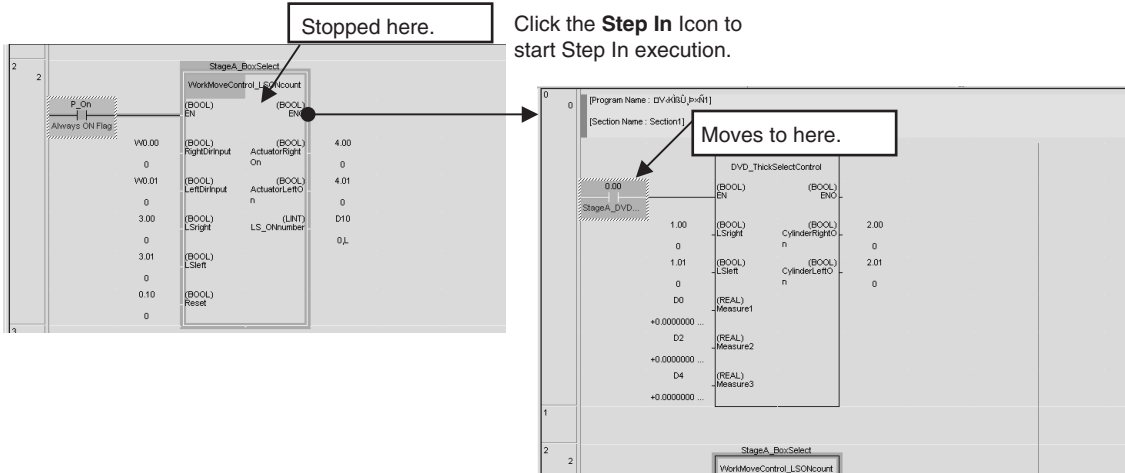 Stopped here.
Click the Step In Icon to
start Step In execution.
2
2
StageA_BoxSelect
WorkMoveControl_LSONcount
P_On
Always ON Flag
(BOOL)
EN
(BOOL)
ENO
W0.00
0
(BOOL)
RightDirInput
(BOOL)
ActuatorRight
On
4.00
0
W0.01
0
(BOOL)
LeftDirInput
(BOOL)
ActuatorLeftO
n
4.01
0
3.00
0
(BOOL)
LSright
(LINT)
LS_ONnumber
D10
0,L
3.01
0
(BOOL)
LSleft
0.10
0
(BOOL)
Reset
3
0
0
[Section Name : Section1]
Moves to here.
DVD_ThickSelectControl
0.00
StageA_DVD...
(BOOL)
EN
(BOOL)
ENO
1.00
0
(BOOL)
LSright
(BOOL)
CylinderRightO
n
2.00
0
1.01
0
(BOOL)
LSleft
(BOOL)
CylinderLeftO
n
2.01
0
D0
+0.0000000 ...
(REAL)
Measure1
D2
+0.0000000 ...
(REAL)
Measure2
D4
+0.0000000 ...
(REAL)
Measure3
1
2
2
StageA_BoxSelect
WorkMoveControl_LSONcount